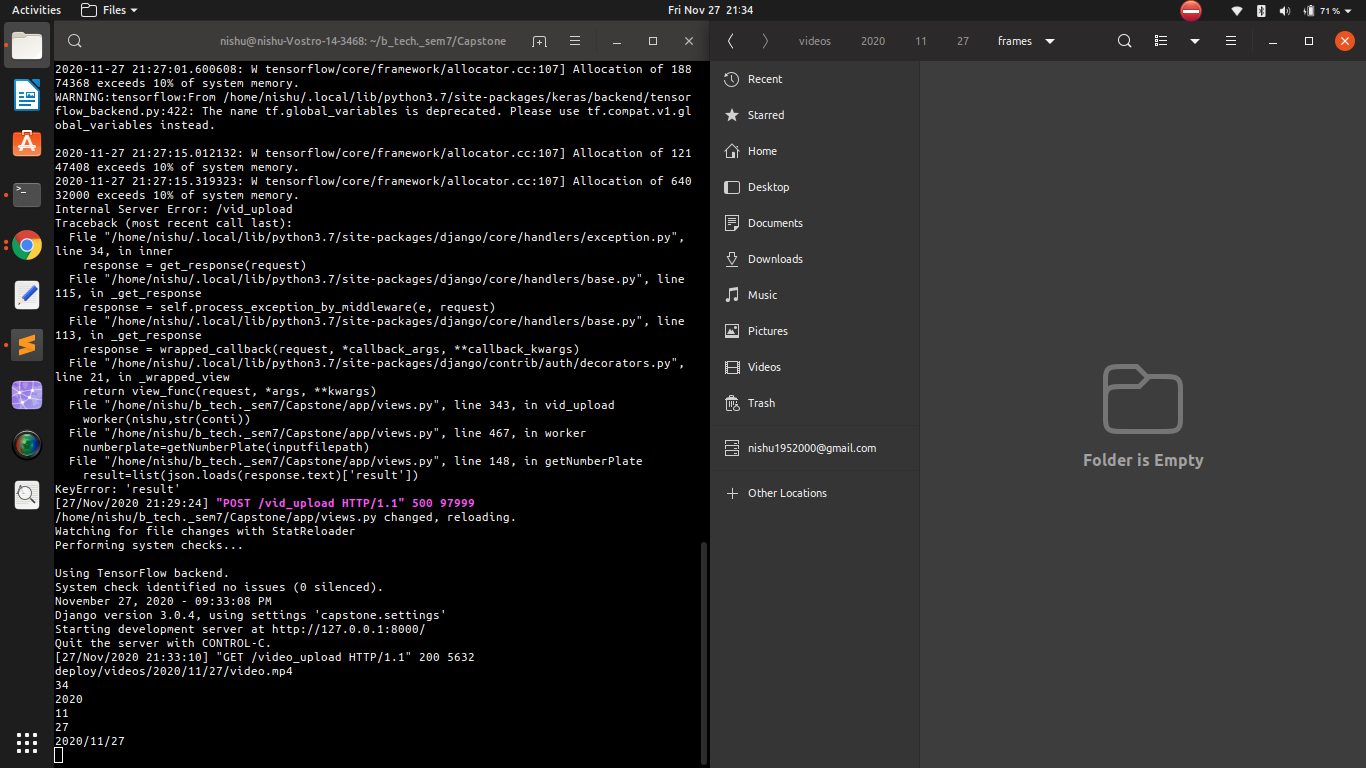 Activities
Files
Fri Nov 27 21:34
71 %
nishu@nishu-Vostro-14-3468: ~/b_tech._sem7/Capstone
2020-11-27 21:27:01.600608: W tensorflow/core/framework/allocator.cc:107] Allocation of 188
74368 exceeds 10% of system memory.
WARNING:tensorflow:From /home/nishu/.local/lib/python3.7/site-packages/keras/backend/tensor
flow_backend.py:422: The name tf.global_variables is deprecated. Please use tf.compat.v1.gl
obal_variables instead.
2020-11-27 21:27:15.012132: W tensorflow/core/framework/allocator.cc:107] Allocation of 121
47408 exceeds 10% of system memory.
2020-11-27 21:27:15.319323: W tensorflow/core/framework/allocator.cc:107] Allocation of 640
32000 exceeds 10% of system memory.
Internal Server Error: /vid_upload
Traceback (most recent call last):
File "/home/nishu/.local/lib/python3.7/site-packages/django/core/handlers/exception.py",
line 34, in inner
response = get_response(request)
File "/home/nishu/.local/lib/python3.7/site-packages/django/core/handlers/base.py", line
115, in _get_response
response = self.process_exception_by_middleware(e, request)
File "/home/nishu/.local/lib/python3.7/site-packages/django/core/handlers/base.py", line
113, in _get_response
response = wrapped_callback(request, *callback_args, **callback_kwargs)
File "/home/nishu/.local/lib/python3.7/site-packages/django/contrib/auth/decorators.py",
line 21, in _wrapped_view
return view_func(request, *args, **kwargs)
File "/home/nishu/b_tech._sem7/Capstone/app/views.py", line 343, in vid_upload
worker(nishu,str(conti))
File "/home/nishu/b_tech._sem7/Capstone/app/views.py", line 467, in worker
numberplate=getNumberPlate(inputfilepath)
File "/home/nishu/b_tech._sem7/Capstone/app/views.py", line 148, in getNumberPlate
result=list(json.loads(response.text)['result'])
KeyError: 'result'
[27/Nov/2020 21:29:24] "POST /vid_upload HTTP/1.1" 500 97999
/home/nishu/b_tech._sem7/Capstone/app/views.py changed, reloading.
Watching for file changes with StatReloader
Performing system checks...
Using TensorFlow backend.
System check identified no issues (0 silenced).
November 27, 2020 - 09:33:08 PM
Django version 3.0.4, using settings 'capstone.settings'
Starting development server at http://127.0.0.1:8000/
Quit the server with CONTROL-C.
[27/Nov/2020 21:33:10] "GET /video_upload HTTP/1.1" 200 5632
deploy/videos/2020/11/27/video.mp4
34
2020
11
27
2020/11/27
videos
2020
11
27
frames
Recent
Starred
Home
Desktop
Documents
Downloads
Music
Pictures
Videos
Trash
nishu1952000@gmail.com
Other Locations
Folder is Empty